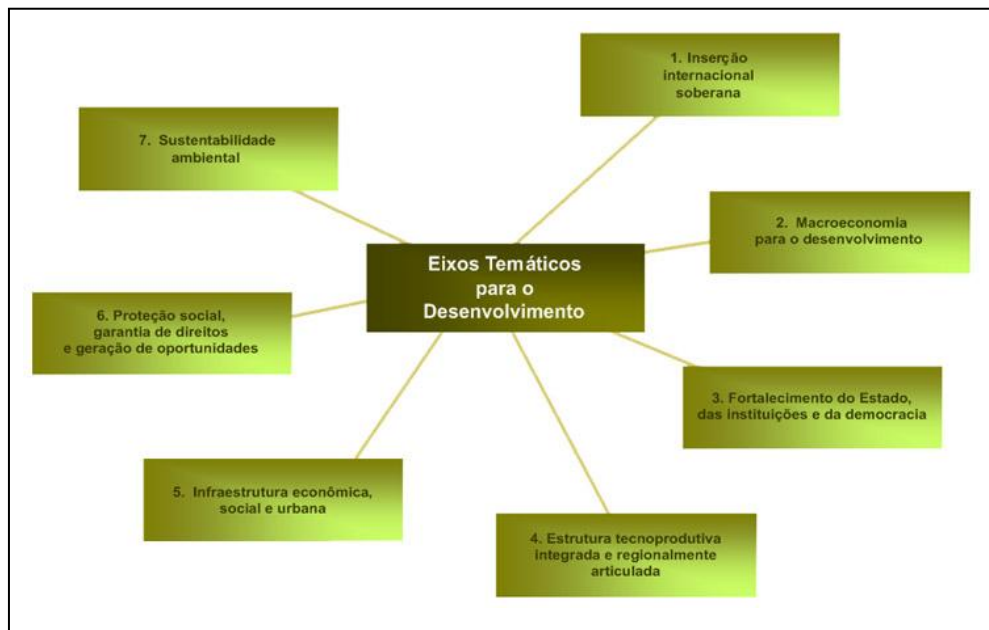 1. Inserção
internacional
soberana
7. Sustentabilidade
ambiental
2. Macroeconomia
para o desenvolvimento
Eixos Temáticos
para o
Desenvolvimento
6. Proteção social,
garantia de direitos
e geração de oportunidades
3. Fortalecimento do Estado,
das instituições e da democracia
5. Infraestrutura econômica,
social e urbana
4. Estrutura tecnoprodutiva
integrada e regionalmente
articulada